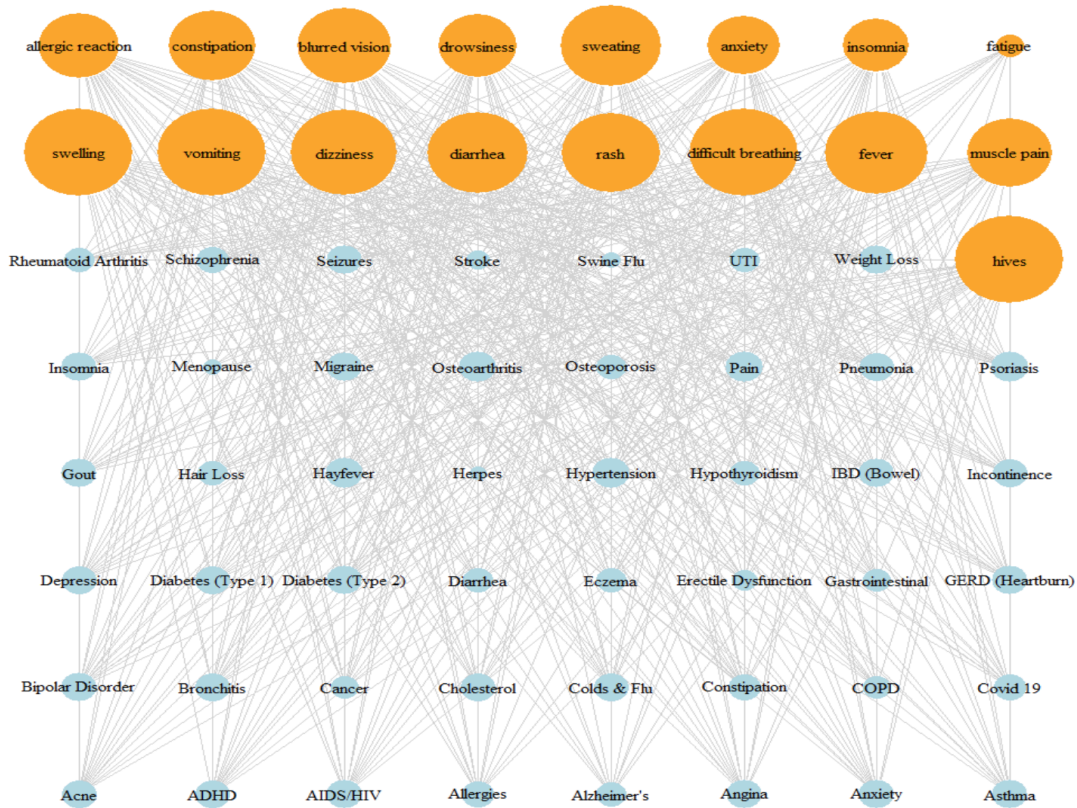 allergic reaction constipation blurred vision drowsiness sweating anxiety insomnia fatigue
swelling vomiting dizziness diarrhea rash difficult breathing fever muscle pain
Rheumatoid Arthritis Schizophrenia Seizures Stroke Swine Flu UTI Weight Loss hives
Insomnia Menopause Migraine Osteoarthritis Osteoporosis Pain Pneumonia Psoriasis
Gout Hair Loss Hayfever Herpes Hypertension Hypothyroidism IBD (Bowel) Incontinence
Depression Diabetes (Type 1) Diabetes (Type 2) Diarrhea Eczema Erectile Dysfunction Gastrointestinal GERD (Heartburn)
Bipolar Disorder Bronchitis Cancer Cholesterol Colds & Flu Constipation COPD Covid 19
Acne ADHD AIDS/HIV Allergies Alzheimer's Angina Anxiety Asthma